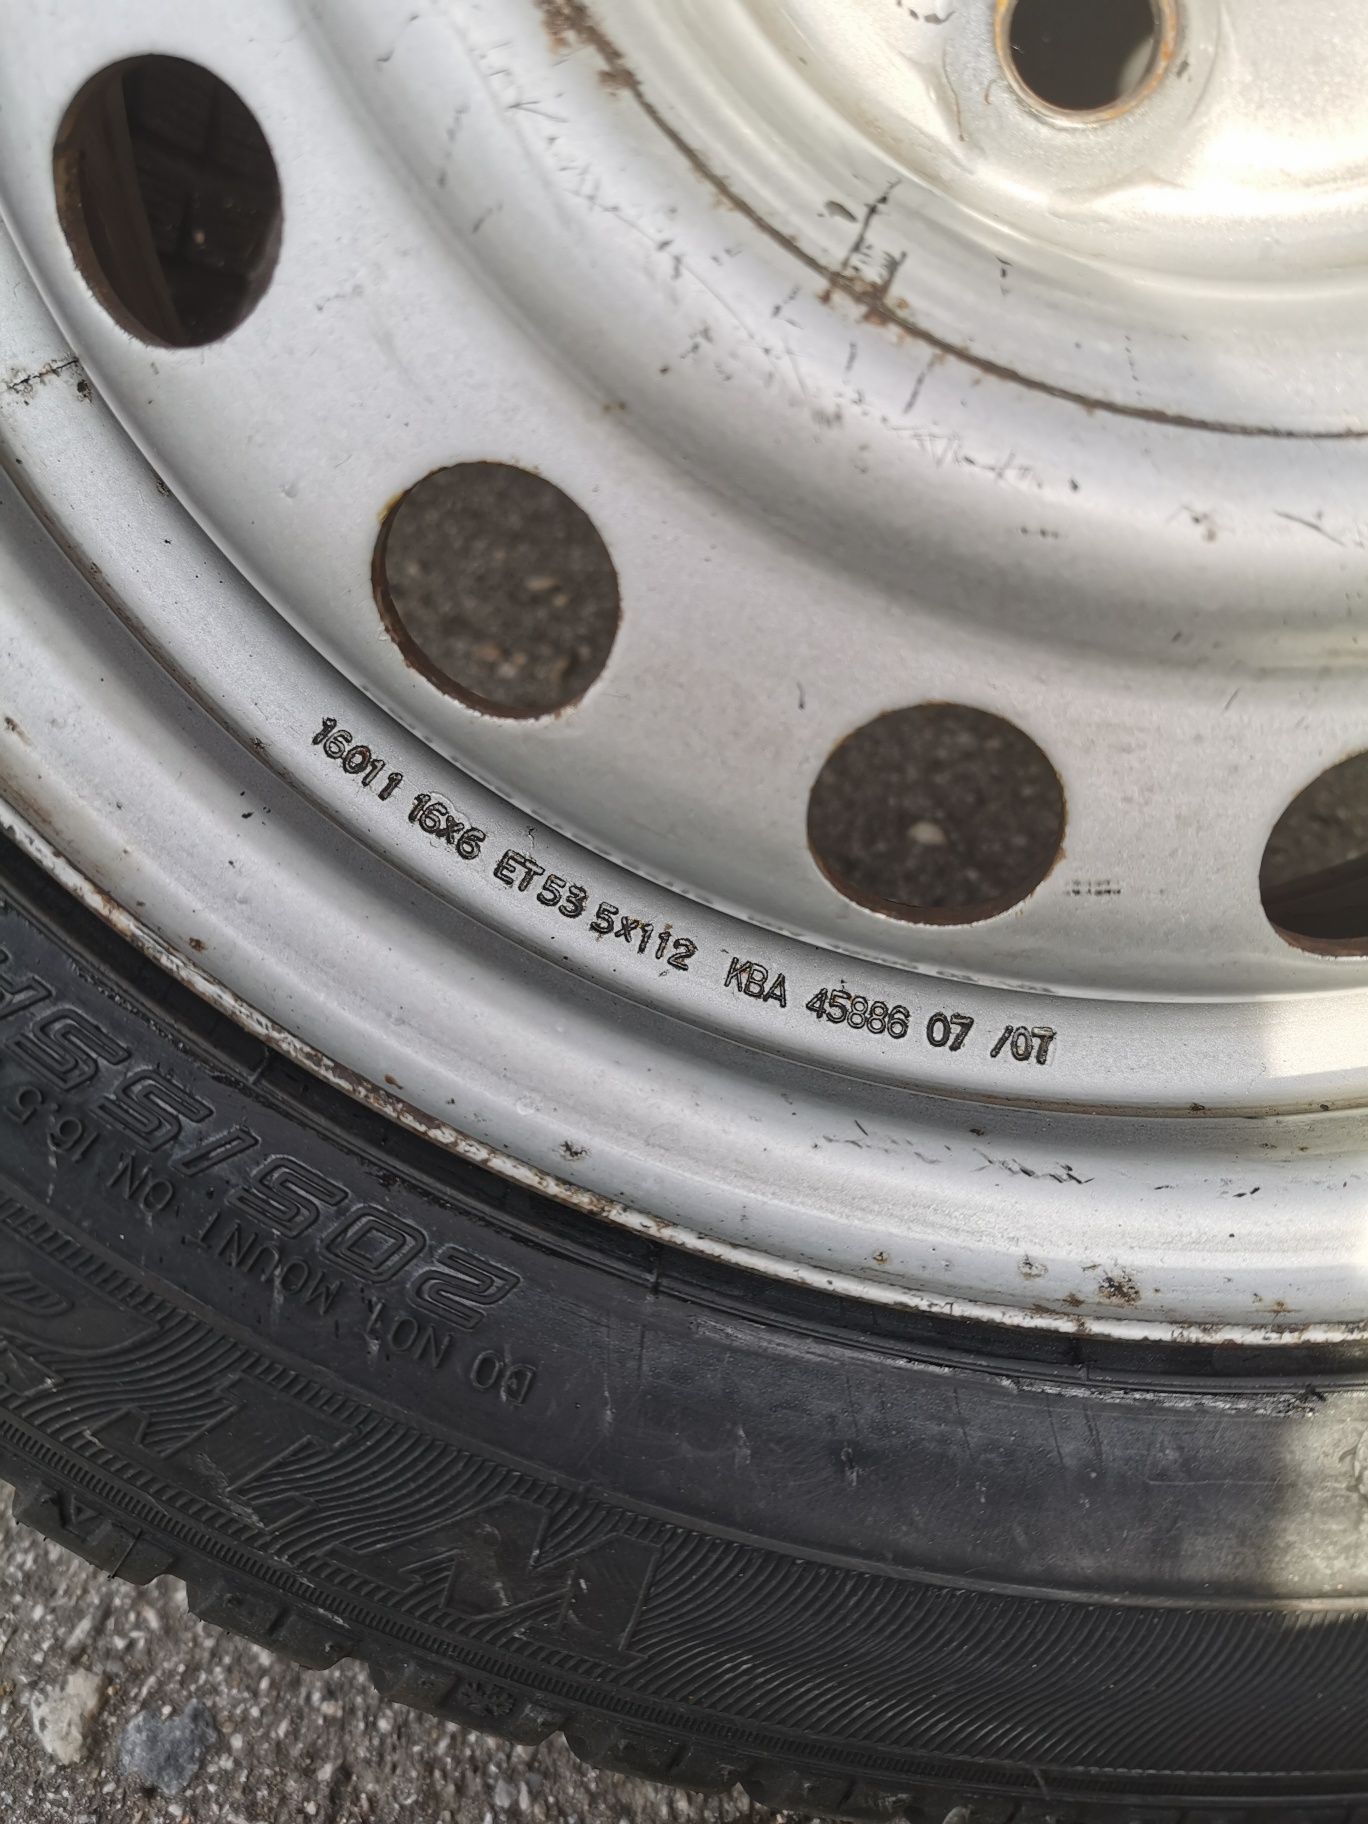 16011 16x6 ET53 5x112 KBA 45886 07 /07
205/55
DO NOT MOUNT ON 16.5